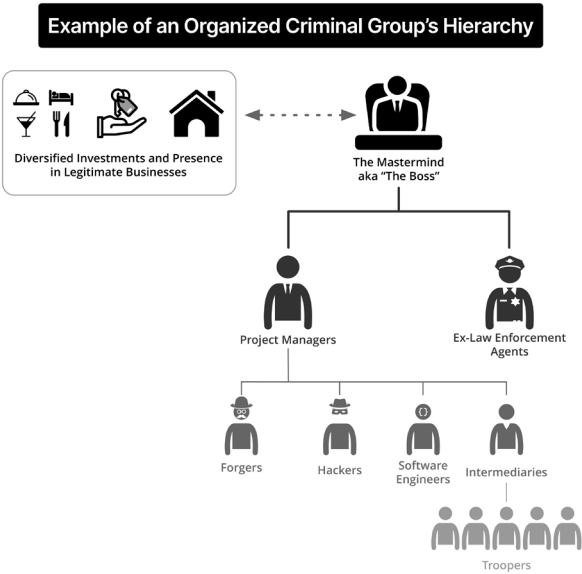 Example of an Organized Criminal Group's Hierarchy
Diversified Investments and Presence
in Legitimate Businesses
The Mastermind
aka “The Boss”
Project Managers
Ex-Law Enforcement
Agents
Forgers
Hackers
{}
Software
Engineers
Intermediaries
Troopers